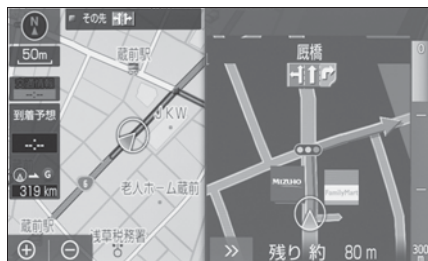 N
50m
--:--
到着予想
--:--
G
319 km
その先
蔵前駅
JKW
6
老人ホーム蔵前
蔵前駅
浅草税務署
厩橋
MIZUHO
FamilyMart
残り 約 80 m
0
300
m